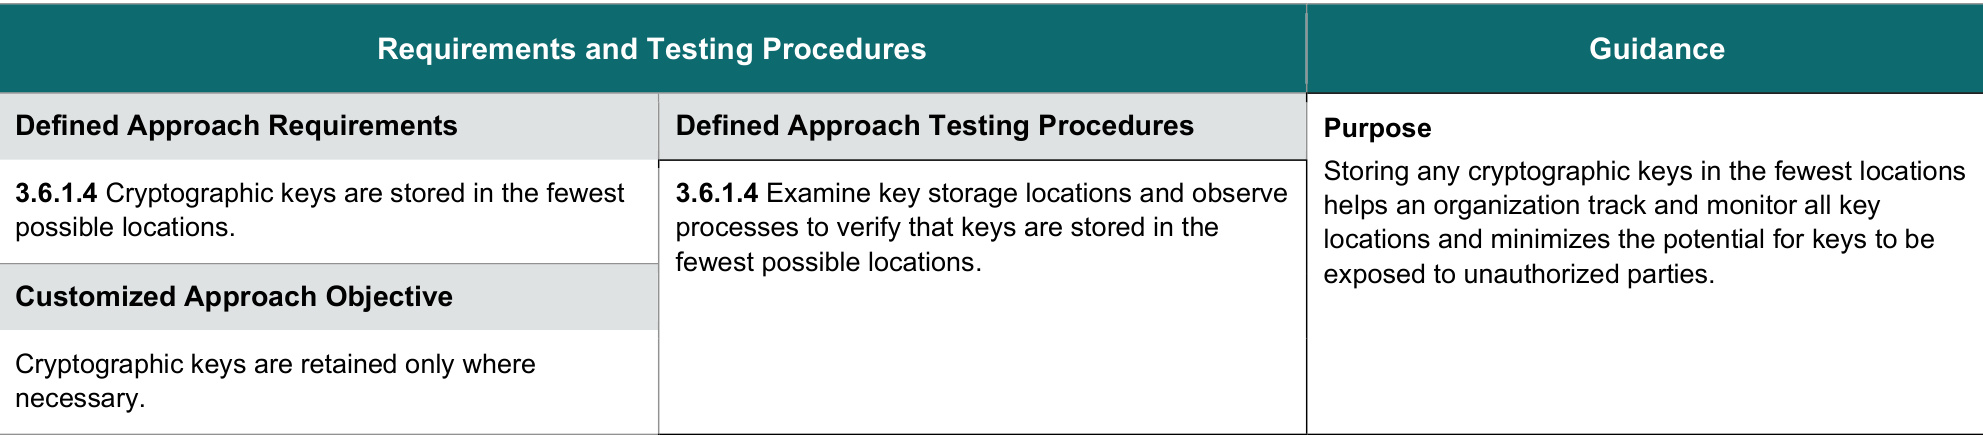 Requirements and Testing Procedures
Guidance
Defined Approach Requirements
3.6.1.4 Cryptographic keys are stored in the fewest
possible locations.
Customized Approach Objective
Cryptographic keys are retained only where
necessary.
Defined Approach Testing Procedures
3.6.1.4 Examine key storage locations and observe
processes to verify that keys are stored in the
fewest possible locations.
Purpose
Storing any cryptographic keys in the fewest locations
helps an organization track and monitor all key
locations and minimizes the potential for keys to be
exposed to unauthorized parties.